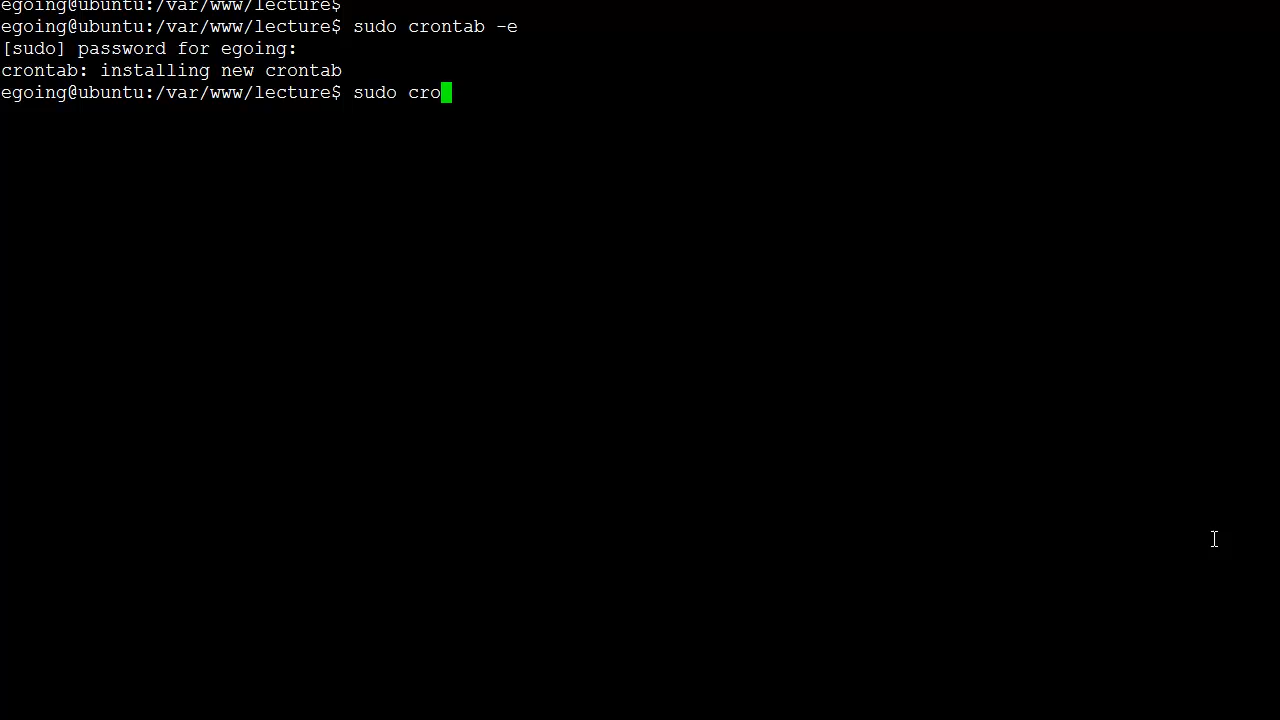 egoing@ubuntu:/var/www/lecture$
egoing@ubuntu:/var/www/lecture$ sudo crontab -e
[sudo] password for egoing:
crontab: installing new crontab
egoing@ubuntu:/var/www/lecture$ sudo cro